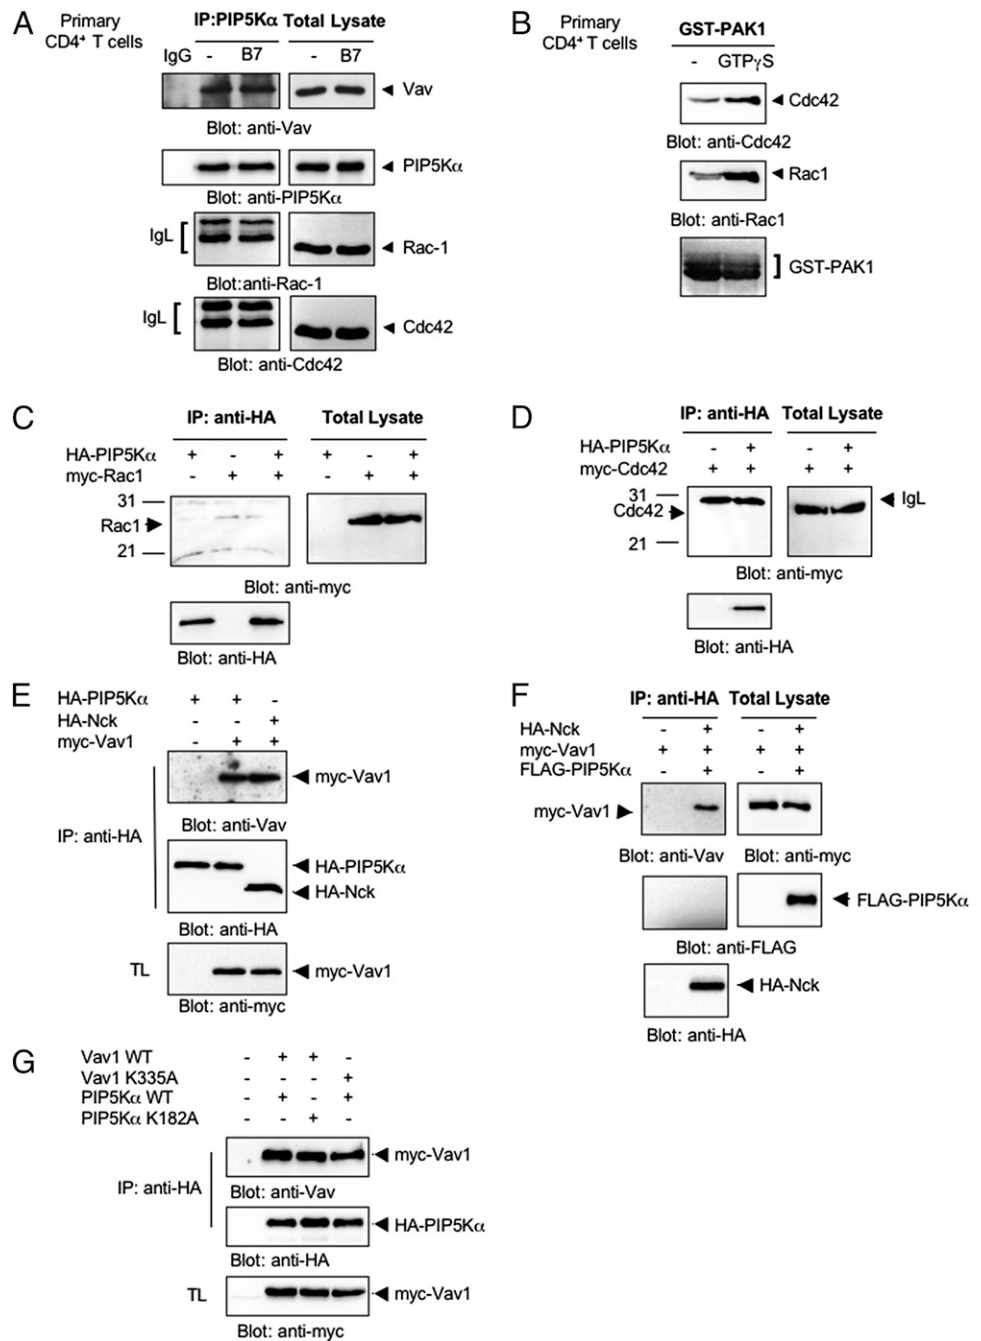 A
Primary
CD4+ T cells
IP:PIP5Kα Total Lysate
IgG - B7 - B7
Vav
Blot: anti-Vav
PIP5Kα
Blot: anti-PIP5Kα
IgL [ Rac-1
Blot:anti-Rac-1
IgL [ Cdc42
Blot: anti-Cdc42
B
Primary
CD4+ T cells
GST-PAK1
- GTPγS
Cdc42
Blot: anti-Cdc42
Rac1
Blot: anti-Rac1
] GST-PAK1
C
IP: anti-HA Total Lysate
HA-PIP5Kα + - + + - +
myc-Rac1 - + + - + +
31
Rac1
21
Blot: anti-myc
Blot: anti-HA
D
IP: anti-HA Total Lysate
HA-PIP5Kα - + - +
myc-Cdc42 + + + +
31 IgL
Cdc42
21
Blot: anti-myc
Blot: anti-HA
E
HA-PIP5Kα + + -
HA-Nck - - +
myc-Vav1 - + +
myc-Vav1
Blot: anti-Vav
IP: anti-HA
HA-PIP5Kα
HA-Nck
Blot: anti-HA
TL myc-Vav1
Blot: anti-myc
F
IP: anti-HA Total Lysate
HA-Nck - + - +
myc-Vav1 + + + +
FLAG-PIP5Kα - + - +
myc-Vav1
Blot: anti-Vav Blot: anti-myc
FLAG-PIP5Kα
Blot: anti-FLAG
HA-Nck
Blot: anti-HA
G
Vav1 WT - + + -
Vav1 K335A - - - +
PIP5Kα WT - + - +
PIP5Kα K182A - - + -
myc-Vav1
IP: anti-HA
Blot: anti-Vav
HA-PIP5Kα
Blot: anti-HA
TL myc-Vav1
Blot: anti-myc